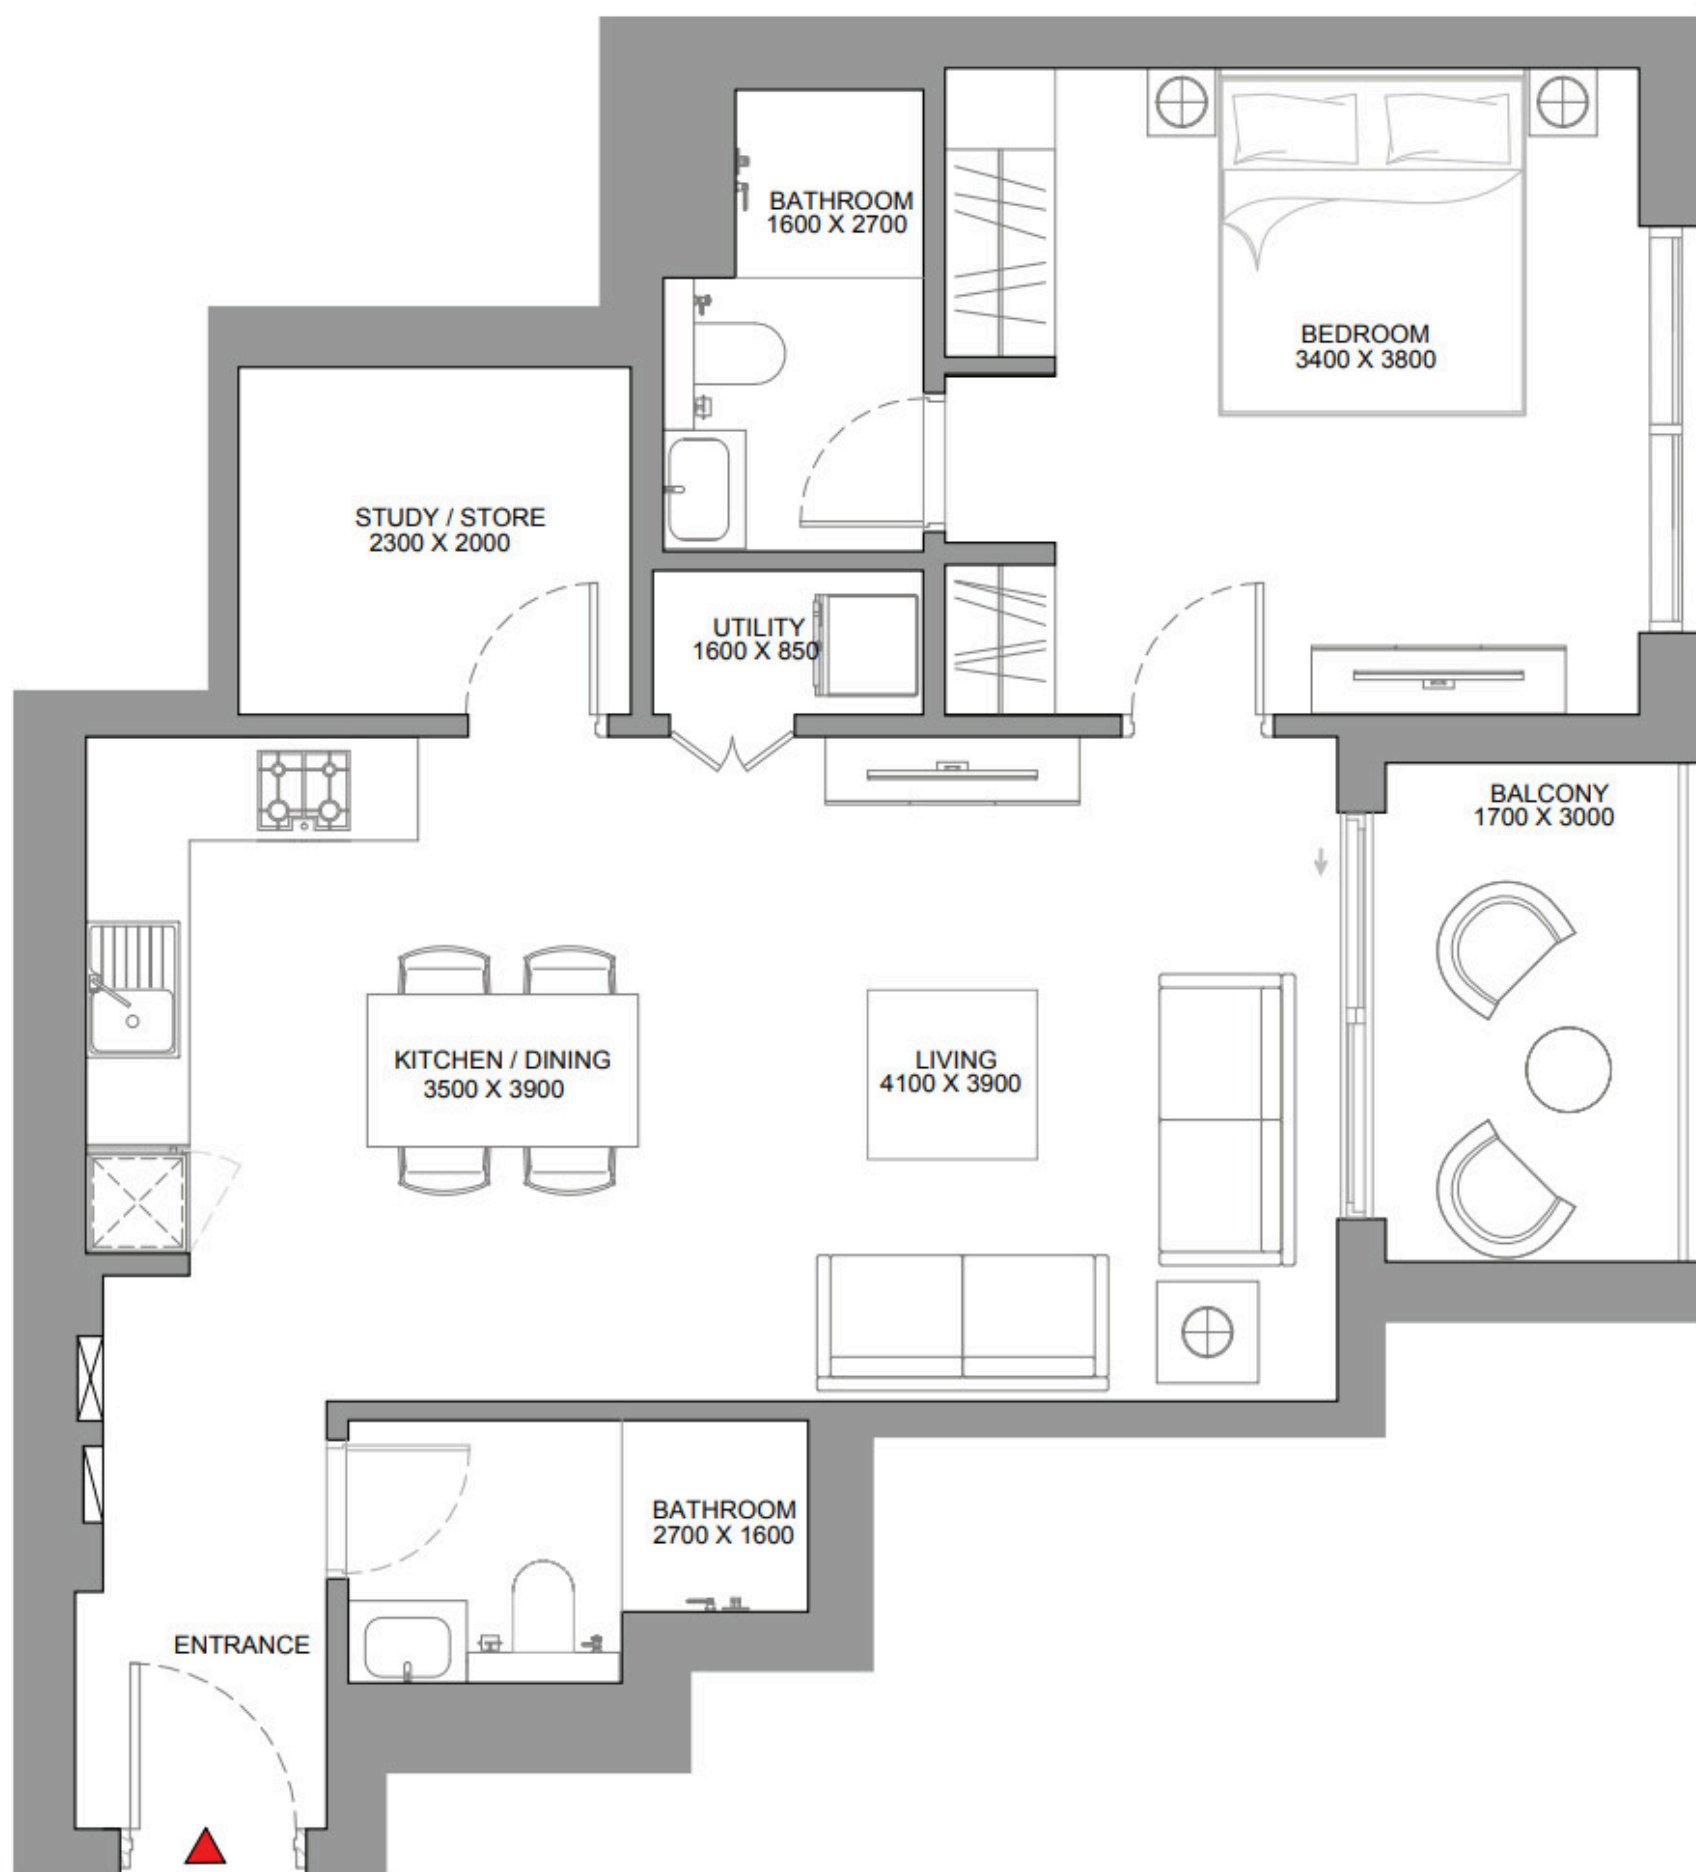 BATHROOM
1600 X 2700
BEDROOM
3400 X 3800
STUDY / STORE
2300 X 2000
UTILITY
1600 X 850
BALCONY
1700 X 3000
KITCHEN / DINING
3500 X 3900
LIVING
4100 X 3900
BATHROOM
2700 X 1600
ENTRANCE